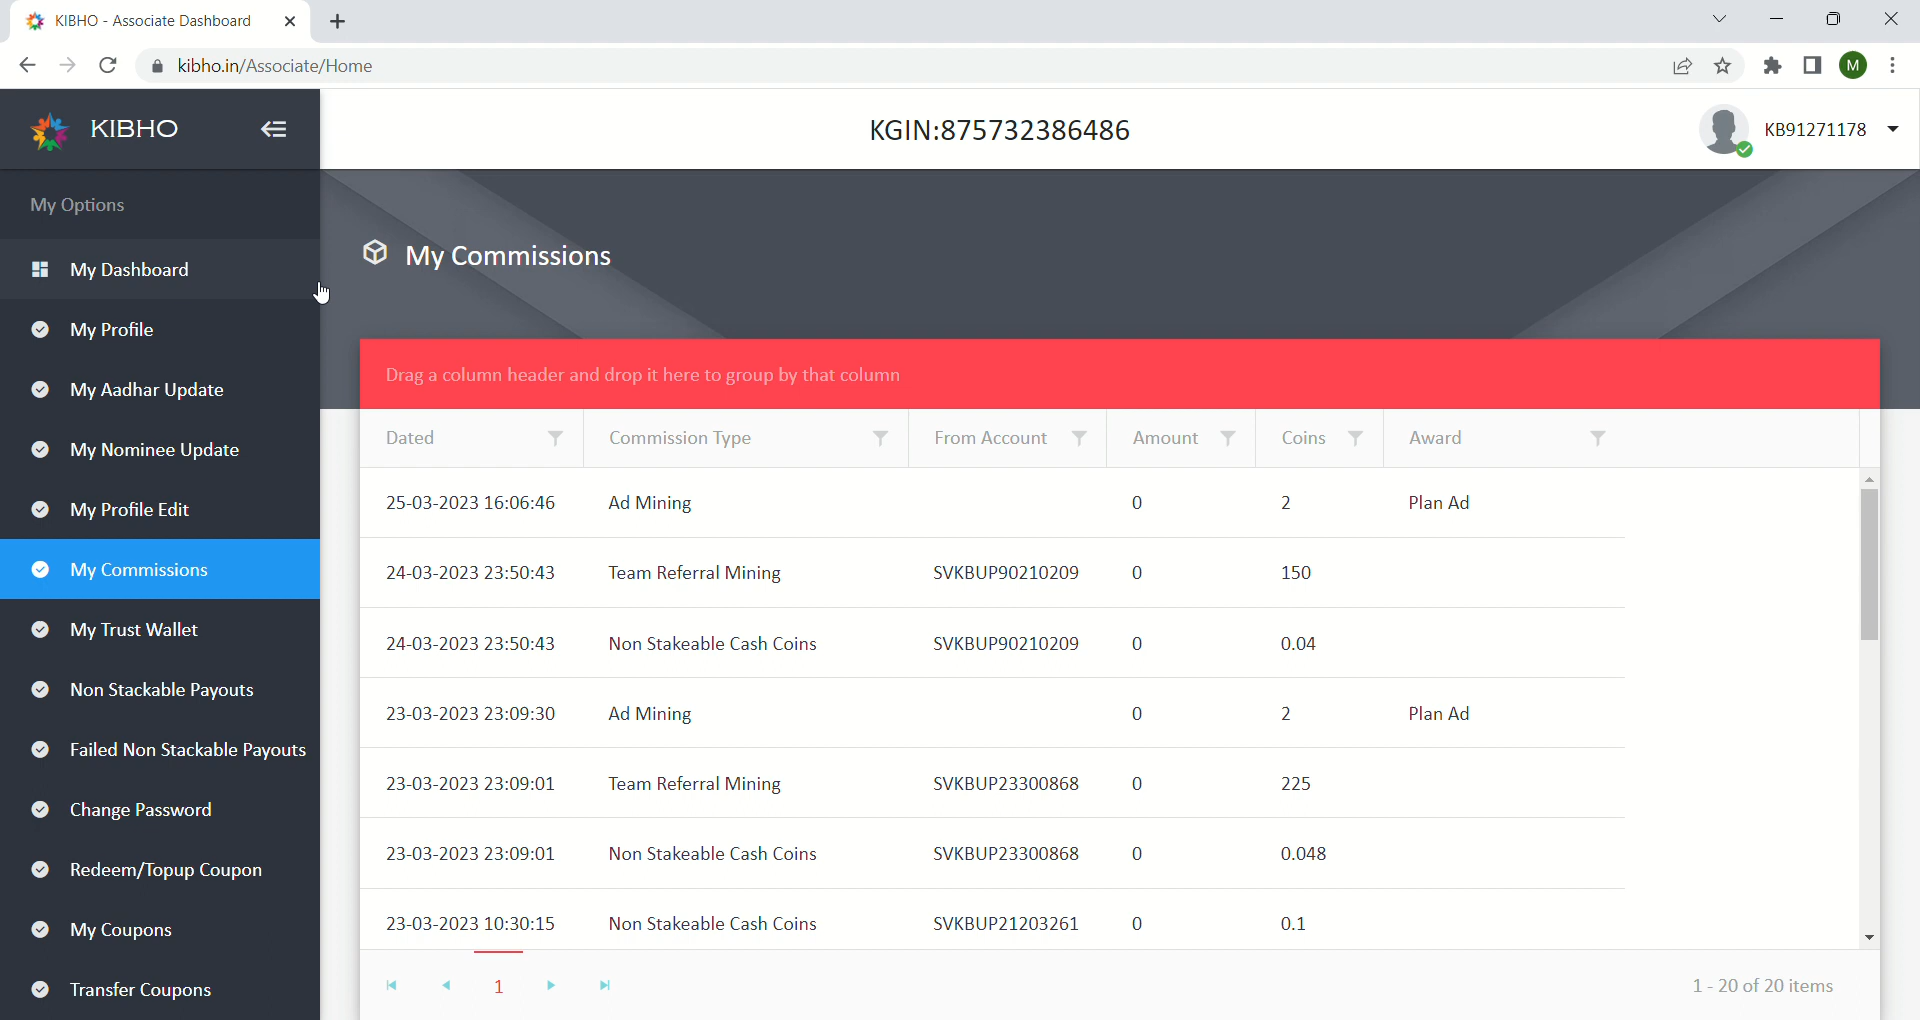 KIBHO - Associate Dashboard
kibho.in/Associate/Home
M
KIBHO
KGIN:875732386486
KB91271178
My Options
My Dashboard
My Profile
My Aadhar Update
My Nominee Update
My Profile Edit
My Commissions
My Trust Wallet
Non Stackable Payouts
Failed Non Stackable Payouts
Change Password
Redeem/Topup Coupon
My Coupons
Transfer Coupons
My Commissions
Drag a column header and drop it here to group by that column
Dated Commission Type From Account Amount Coins Award
25-03-2023 16:06:46 Ad Mining 0 2 Plan Ad
24-03-2023 23:50:43 Team Referral Mining SVKBUP90210209 0 150
24-03-2023 23:50:43 Non Stakeable Cash Coins SVKBUP90210209 0 0.04
23-03-2023 23:09:30 Ad Mining 0 2 Plan Ad
23-03-2023 23:09:01 Team Referral Mining SVKBUP23300868 0 225
23-03-2023 23:09:01 Non Stakeable Cash Coins SVKBUP23300868 0 0.048
23-03-2023 10:30:15 Non Stakeable Cash Coins SVKBUP21203261 0 0.1
1
1 - 20 of 20 items